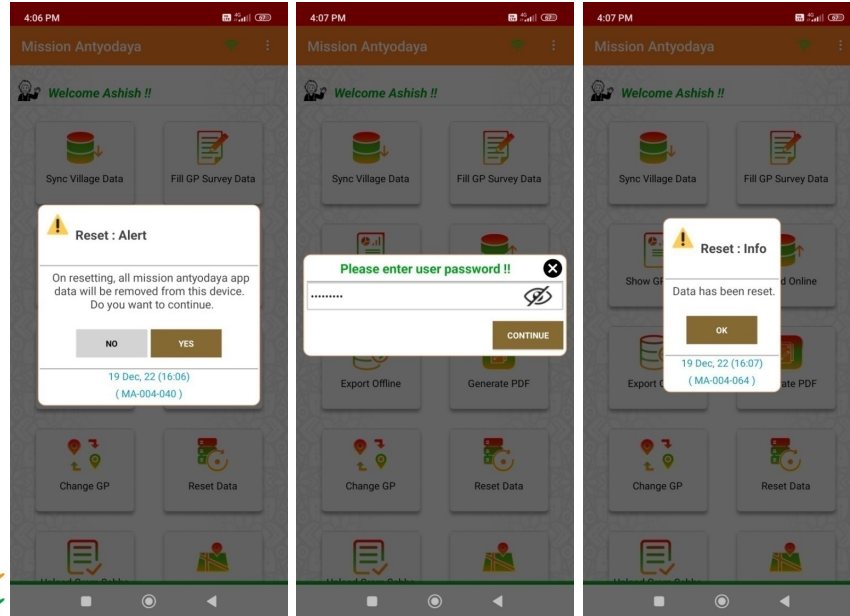 4:06 PM
Mission Antyodaya
Welcome Ashish !!
Sync Village Data
Fill GP Survey Data
Reset : Alert
On resetting, all mission antyodaya app
data will be removed from this device.
Do you want to continue.
NO
YES
19 Dec, 22 (16:06)
( MA-004-040 )
Change GP
Reset Data
4:07 PM
Mission Antyodaya
Welcome Ashish !!
Sync Village Data
Fill GP Survey Data
Please enter user password !!
.........
CONTINUE
Export Offline
Generate PDF
Change GP
Reset Data
4:07 PM
Mission Antyodaya
Welcome Ashish !!
Sync Village Data
Fill GP Survey Data
Show
Online
Reset : Info
Data has been reset.
OK
19 Dec, 22 (16:07)
( MA-004-064 )
Export
PDF
Change GP
Reset Data